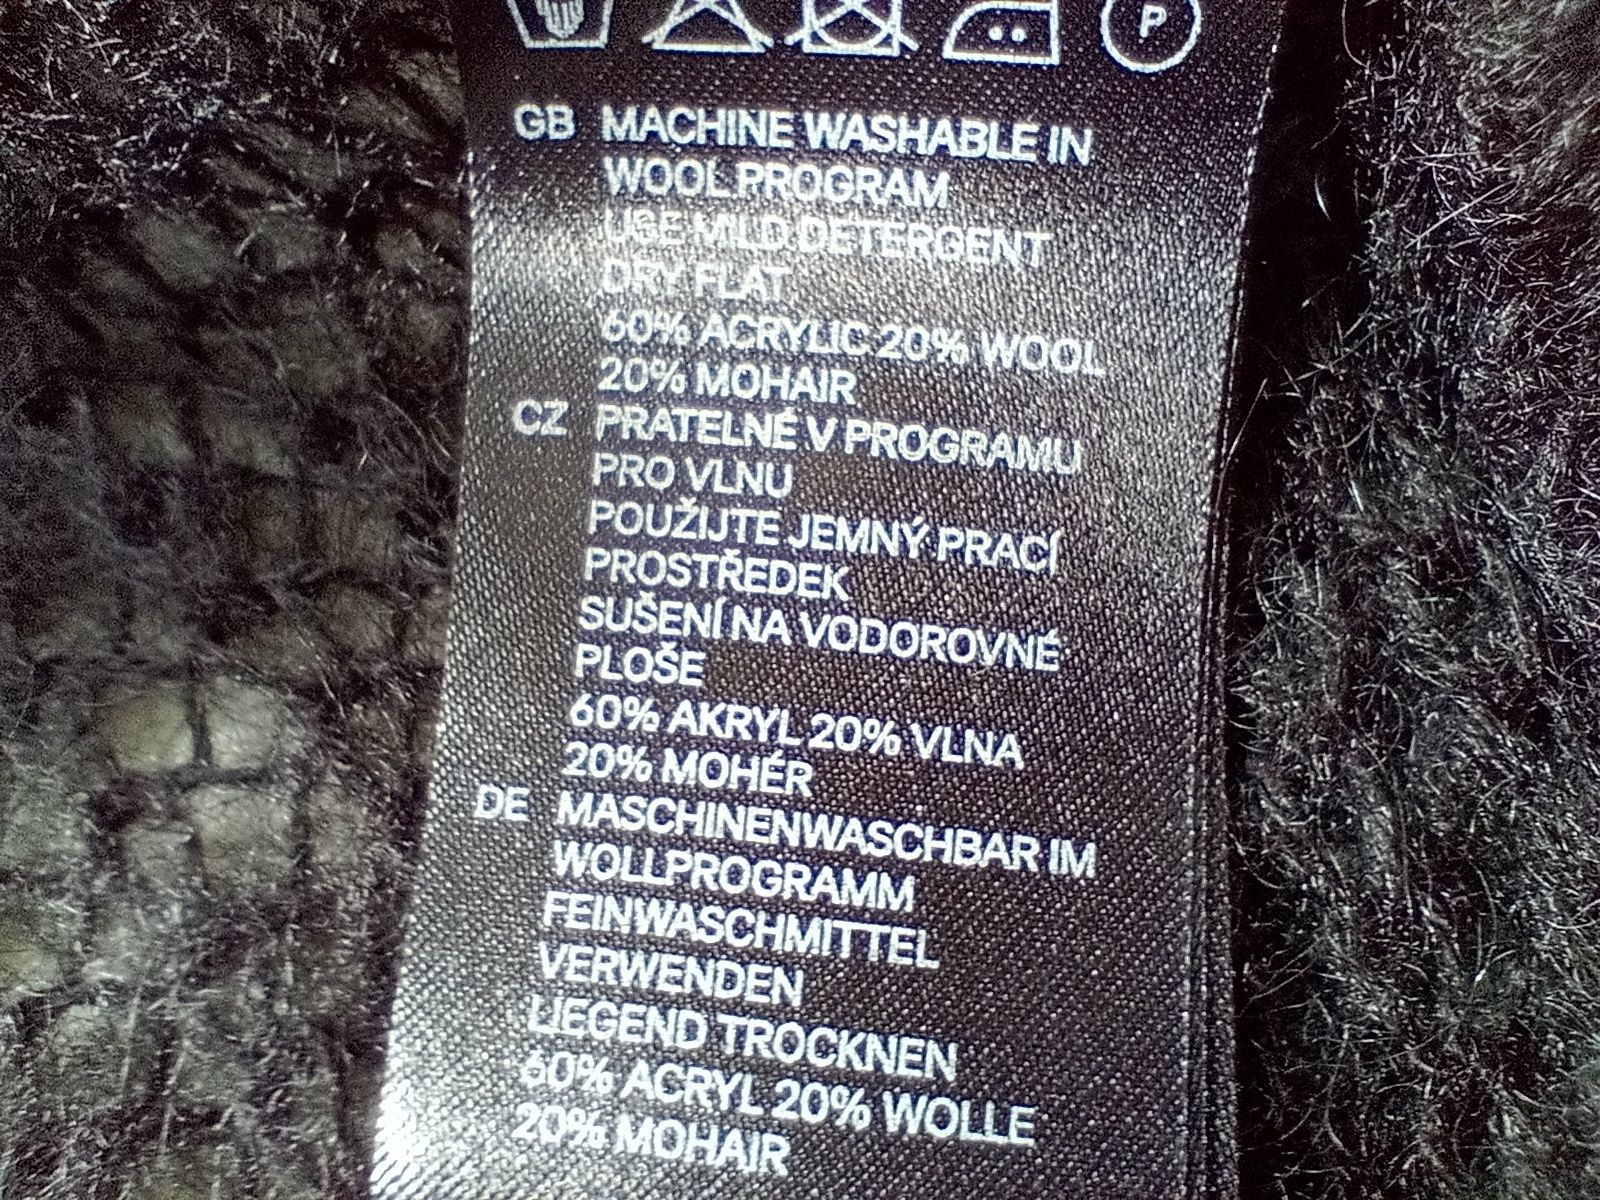 P
GB MACHINE WASHABLE IN
WOOL PROGRAM
USE MILD DETERGENT
DRY FLAT
60% ACRYLIC 20% WOOL
20% MOHAIR
CZ PRATELNÉ V PROGRAMU
PRO VLNU
POUŽIJTE JEMNÝ PRACÍ
PROSTŘEDEK
SUŠENÍ NA VODOROVNÉ
PLOŠE
60% AKRYL 20% VLNA
20% MOHÉR
DE MASCHINENWASCHBAR IM
WOLLPROGRAMM
FEINWASCHMITTEL
VERWENDEN
LIEGEND TROCKNEN
60% ACRYL 20% WOLLE
20% MOHAIR